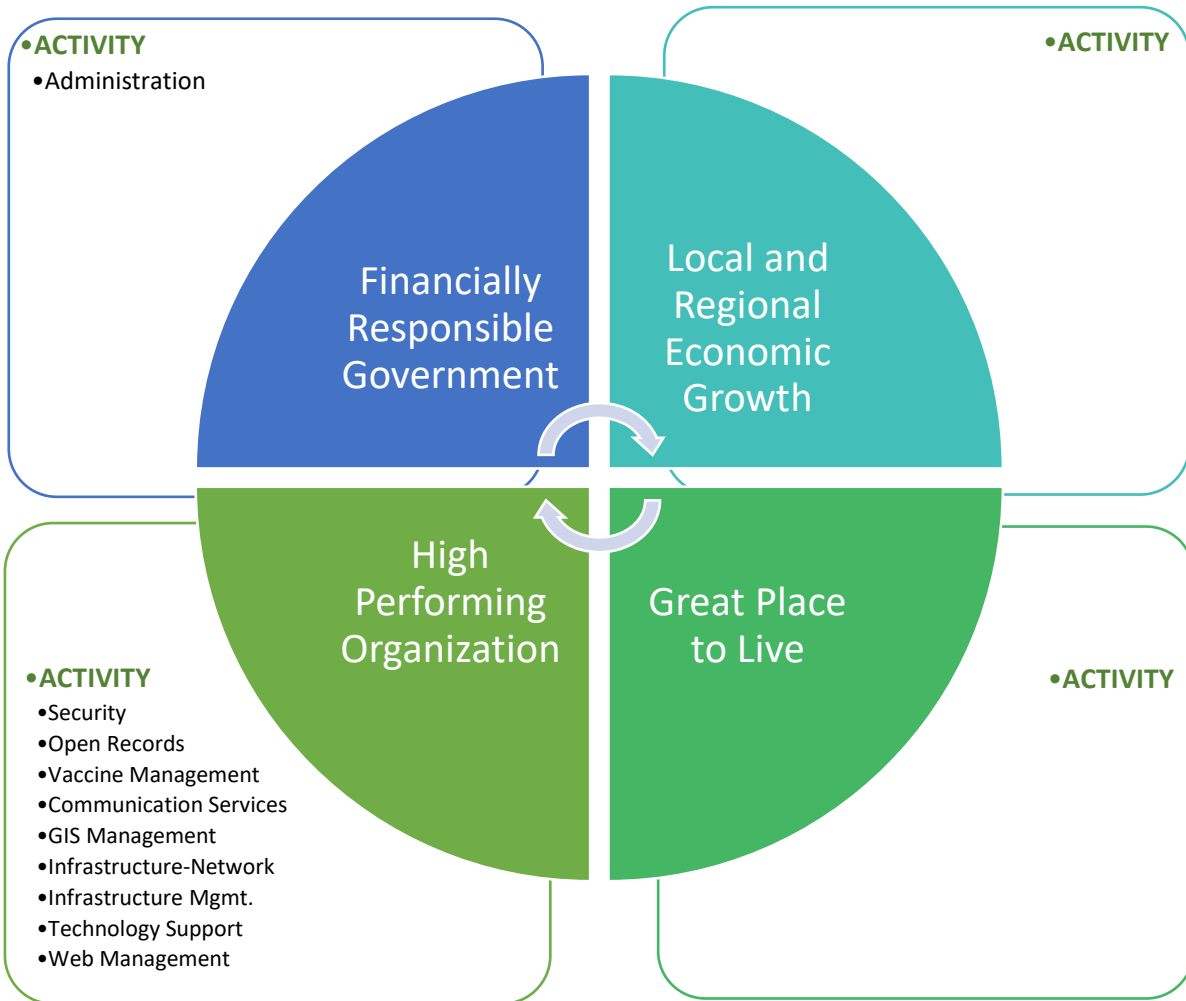 •ACTIVITY
•Administration
Financially
Responsible
Government
•ACTIVITY
Local and
Regional
Economic
Growth
High
Performing
Organization
•ACTIVITY
•Security
•Open Records
•Vaccine Management
•Communication Services
•GIS Management
•Infrastructure-Network
•Infrastructure Mgmt.
•Technology Support
•Web Management
Great Place
to Live
•ACTIVITY